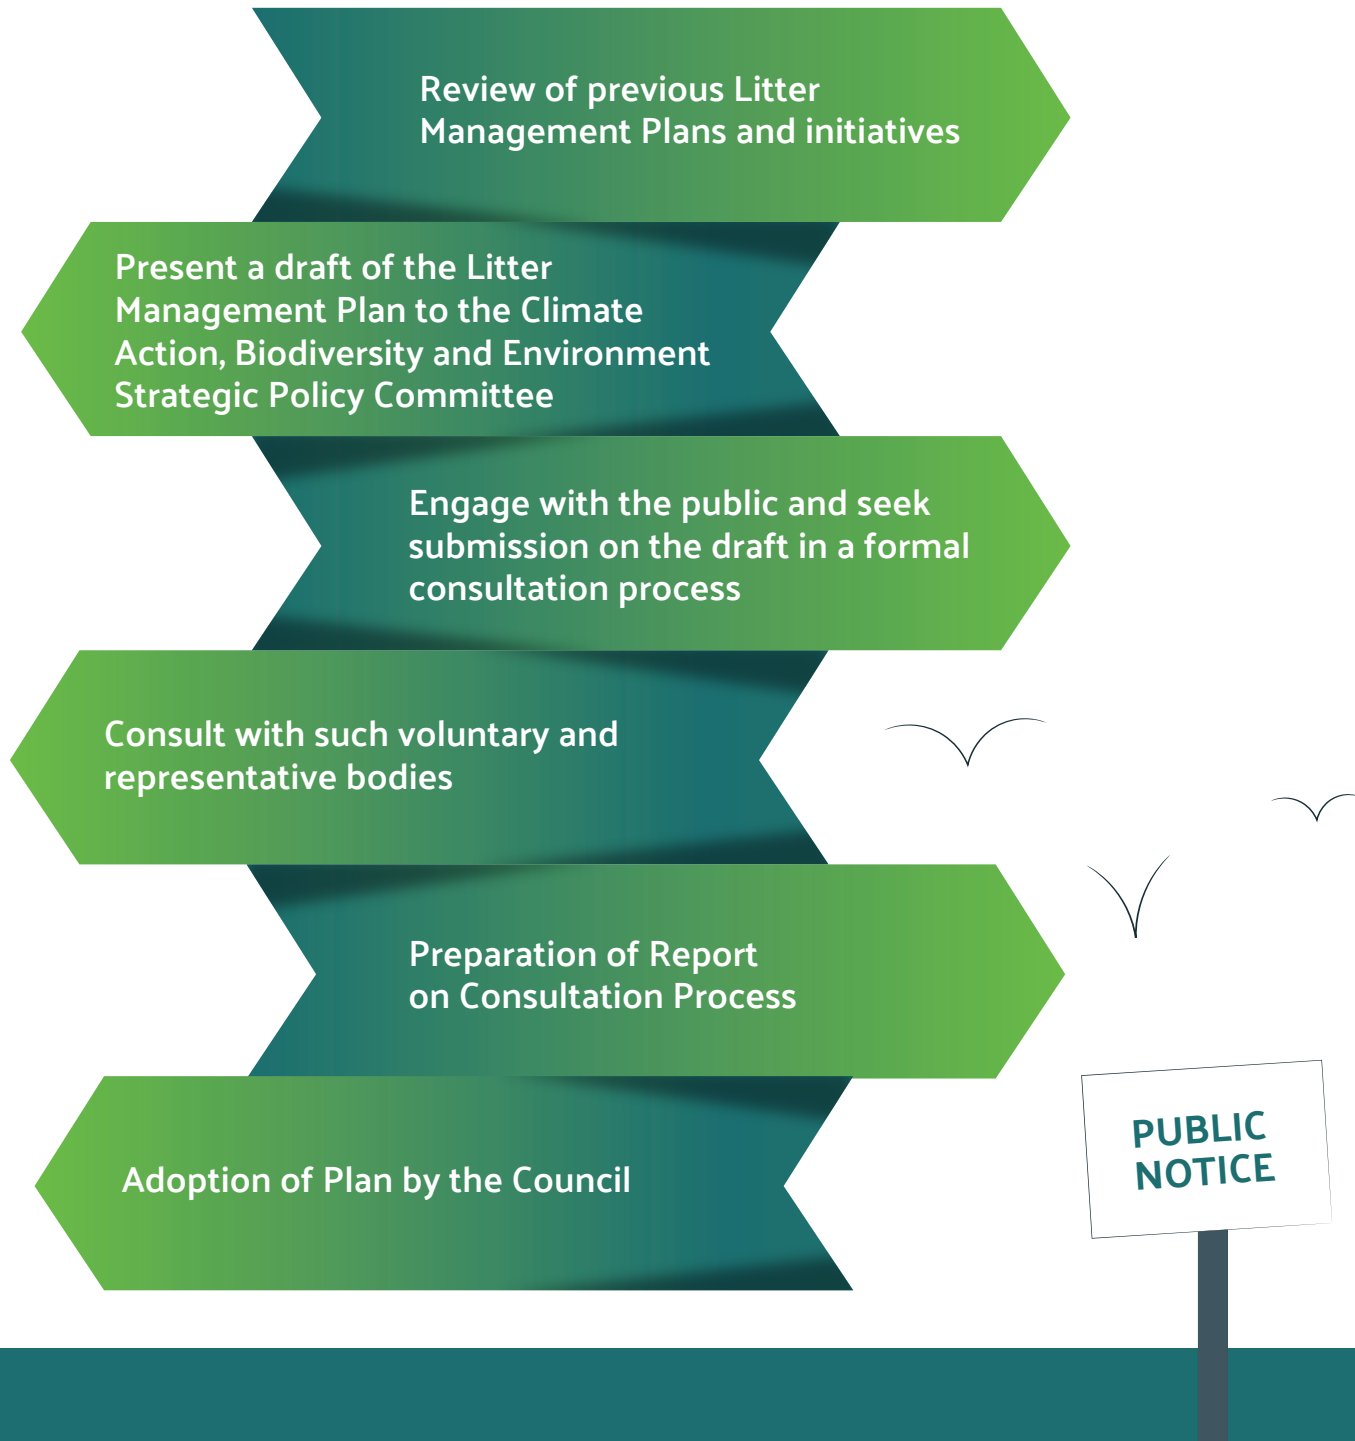 Review of previous Litter
Management Plans and initiatives
Present a draft of the Litter
Management Plan to the Climate
Action, Biodiversity and Environment
Strategic Policy Committee
Engage with the public and seek
submission on the draft in a formal
consultation process
Consult with such voluntary and
representative bodies
Preparation of Report
on Consultation Process
Adoption of Plan by the Council
PUBLIC
NOTICE